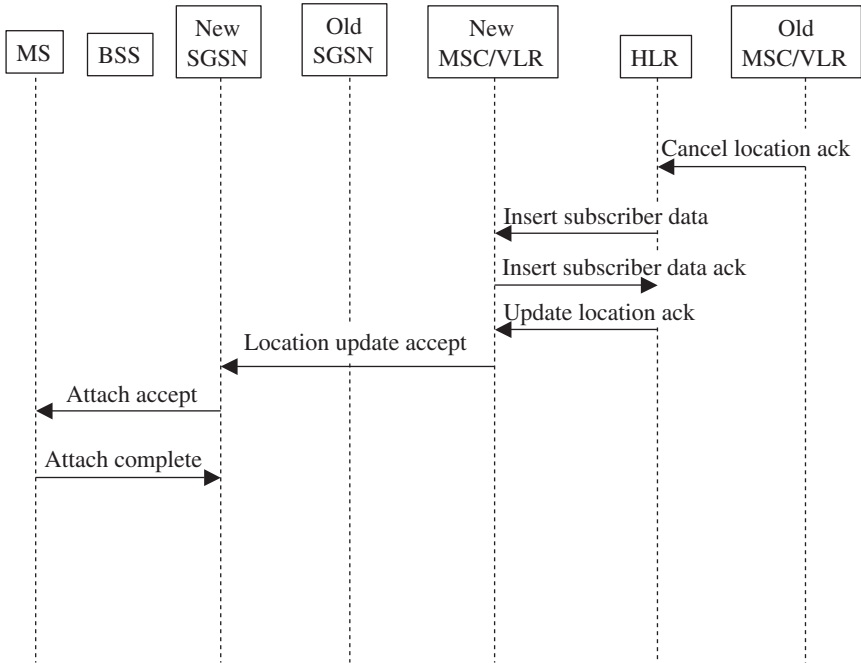 MS
BSS
New
SGSN
Old
SGSN
New
MSC/VLR
HLR
Old
MSC/VLR
Cancel location ack
Insert subscriber data
Insert subscriber data ack
Update location ack
Location update accept
Attach accept
Attach complete